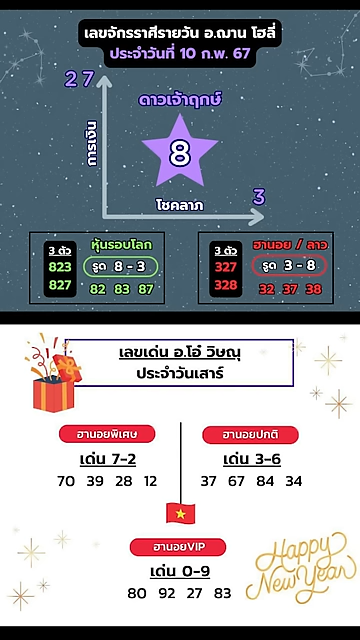 เลขจักรราศีรายวัน อ.ฌาน โฮลี่
ประจำวันที่ 10 ก.พ. 67
2 7
ดาวเจ้าฤกษ์
8
การเงิน
โชคลาภ
3
3 ตัว
823
827
หุ้นรอบโลก
รูด 8 - 3
82 83 87
3 ตัว
327
328
ฮานอย / ลาว
รูด 3 - 8
32 37 38
เลขเด่น อ.โอ๋ วิษณุ
ประจำวันเสาร์
ฮานอยพิเศษ
เด่น 7-2
70 39 28 12
ฮานอยปกติ
เด่น 3-6
37 67 84 34
ฮานอยVIP
เด่น 0-9
80 92 27 83
Happy
New Year